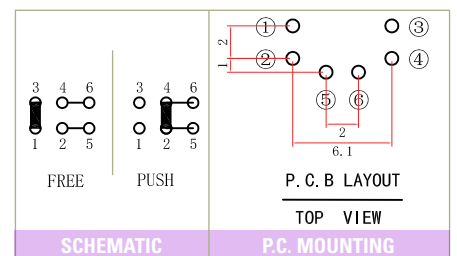 3 4 6
1 2 5
FREE
3 4 6
1 2 5
PUSH
SCHEMATIC
① ③
② ④
⑤ ⑥
2
1
2
6.1
P.C.B LAYOUT
TOP VIEW
P.C. MOUNTING